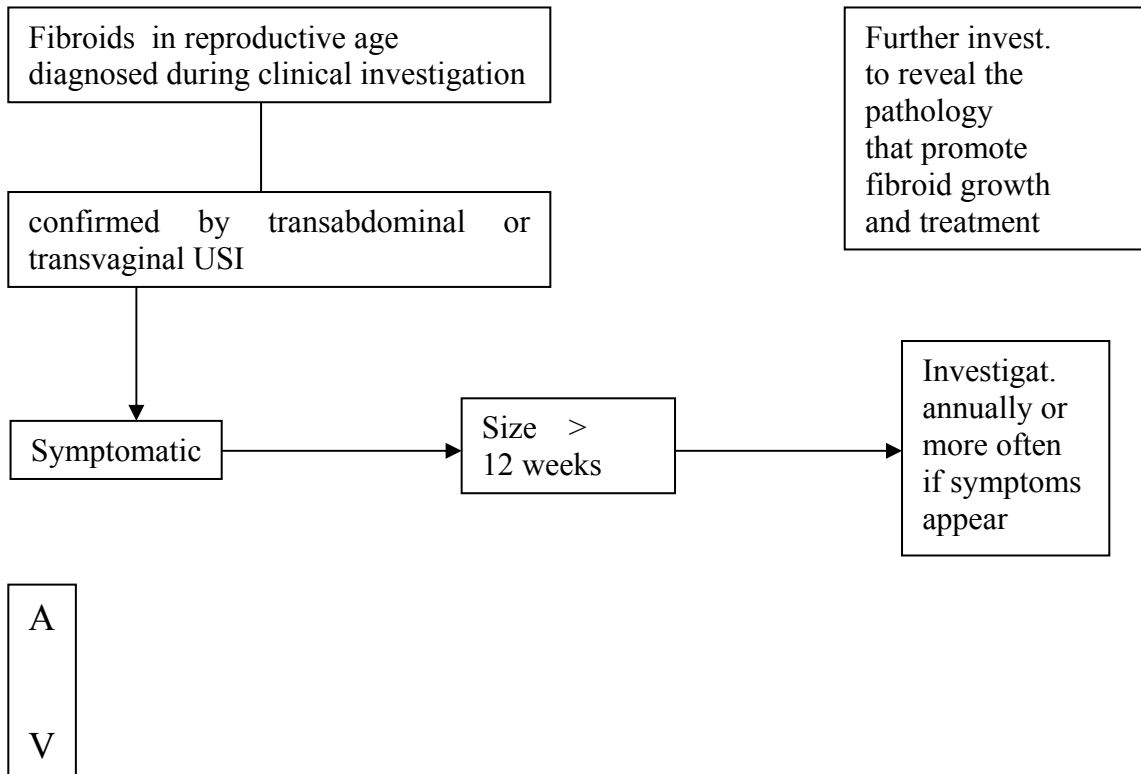 Fibroids in reproductive age
diagnosed during clinical investigation
confirmed by transabdominal or
transvaginal USI
Further invest.
to reveal the
pathology
that promote
fibroid growth
and treatment
Symptomatic
Size >
12 weeks
Investigat.
annually or
more often
if symptoms
appear
A
V